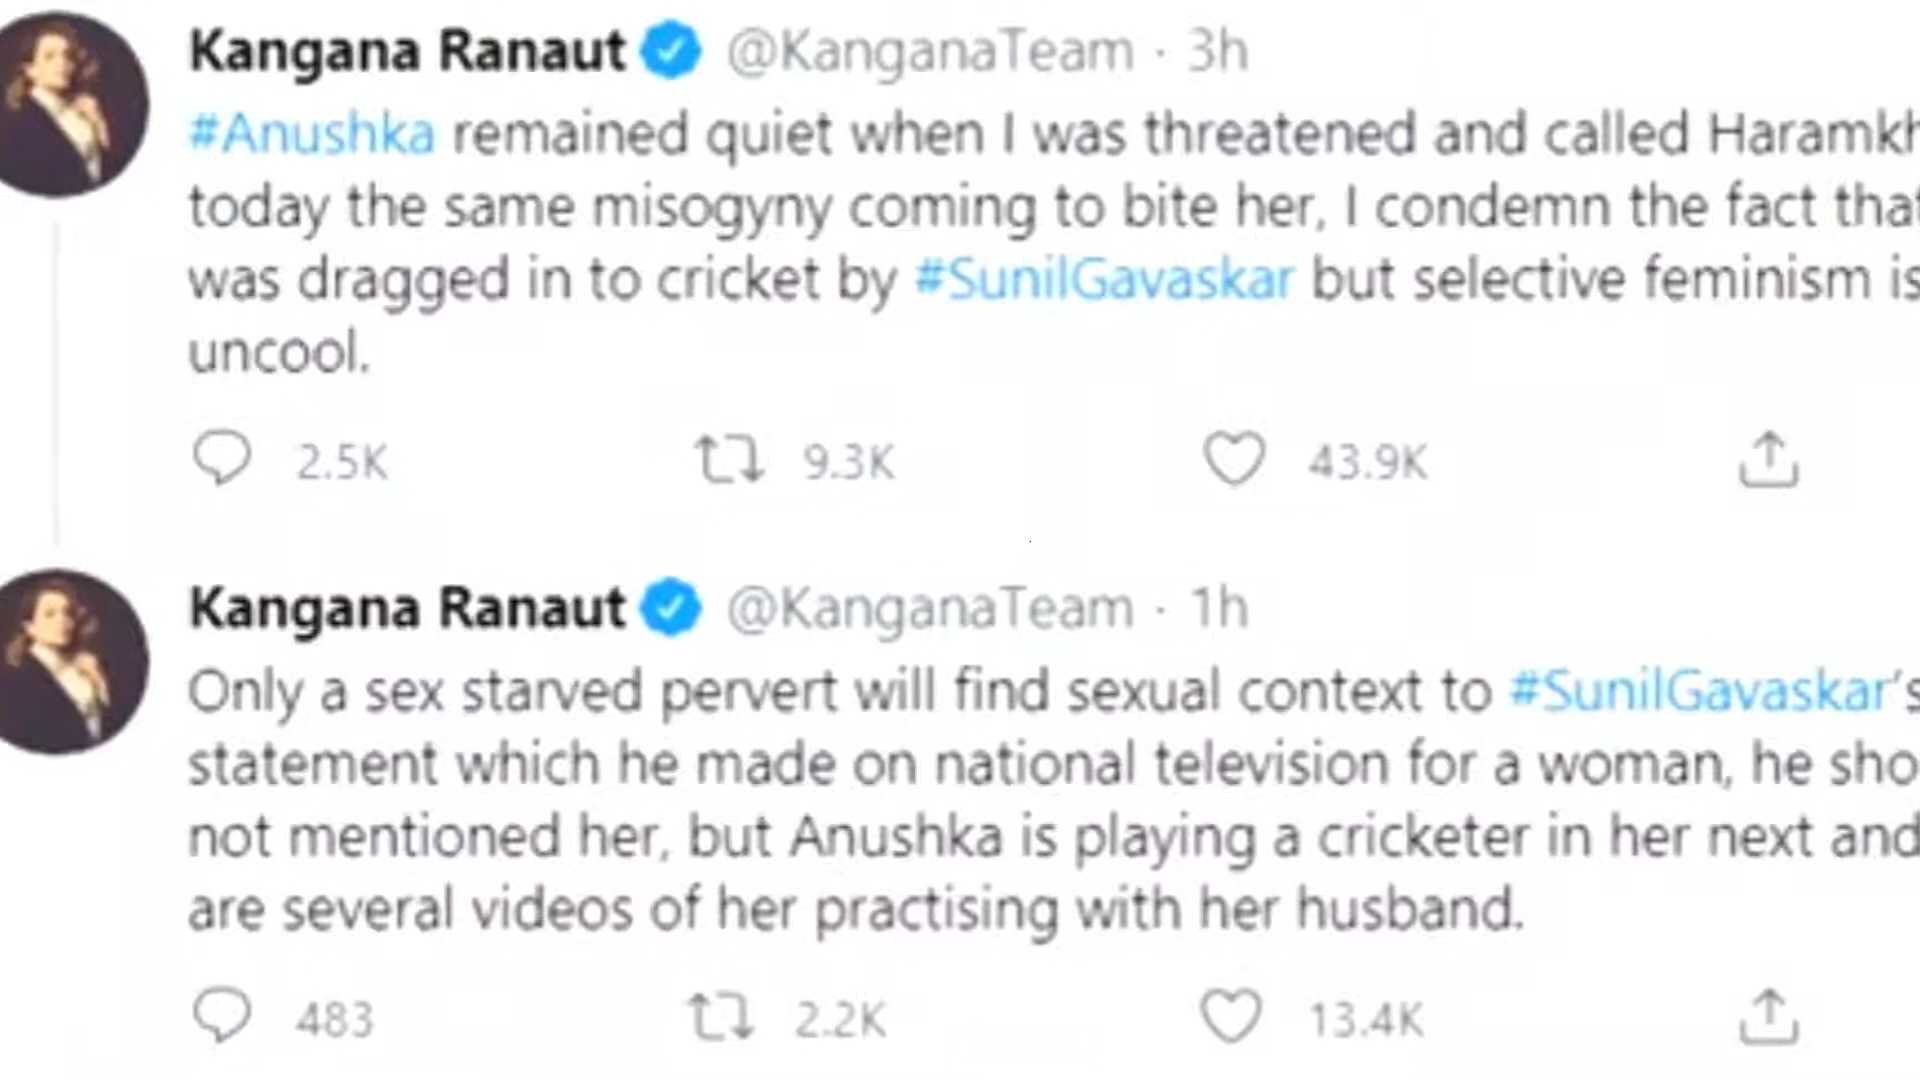 Kangana Ranaut @KanganaTeam · 3h
#Anushka remained quiet when I was threatened and called Haramkh
today the same misogyny coming to bite her, I condemn the fact that
was dragged in to cricket by #SunilGavaskar but selective feminism is
uncool.
2.5K 9.3K 43.9K
Kangana Ranaut @KanganaTeam · 1h
Only a sex starved pervert will find sexual context to #SunilGavaskar's
statement which he made on national television for a woman, he sho
not mentioned her, but Anushka is playing a cricketer in her next and
are several videos of her practising with her husband.
483 2.2K 13.4K